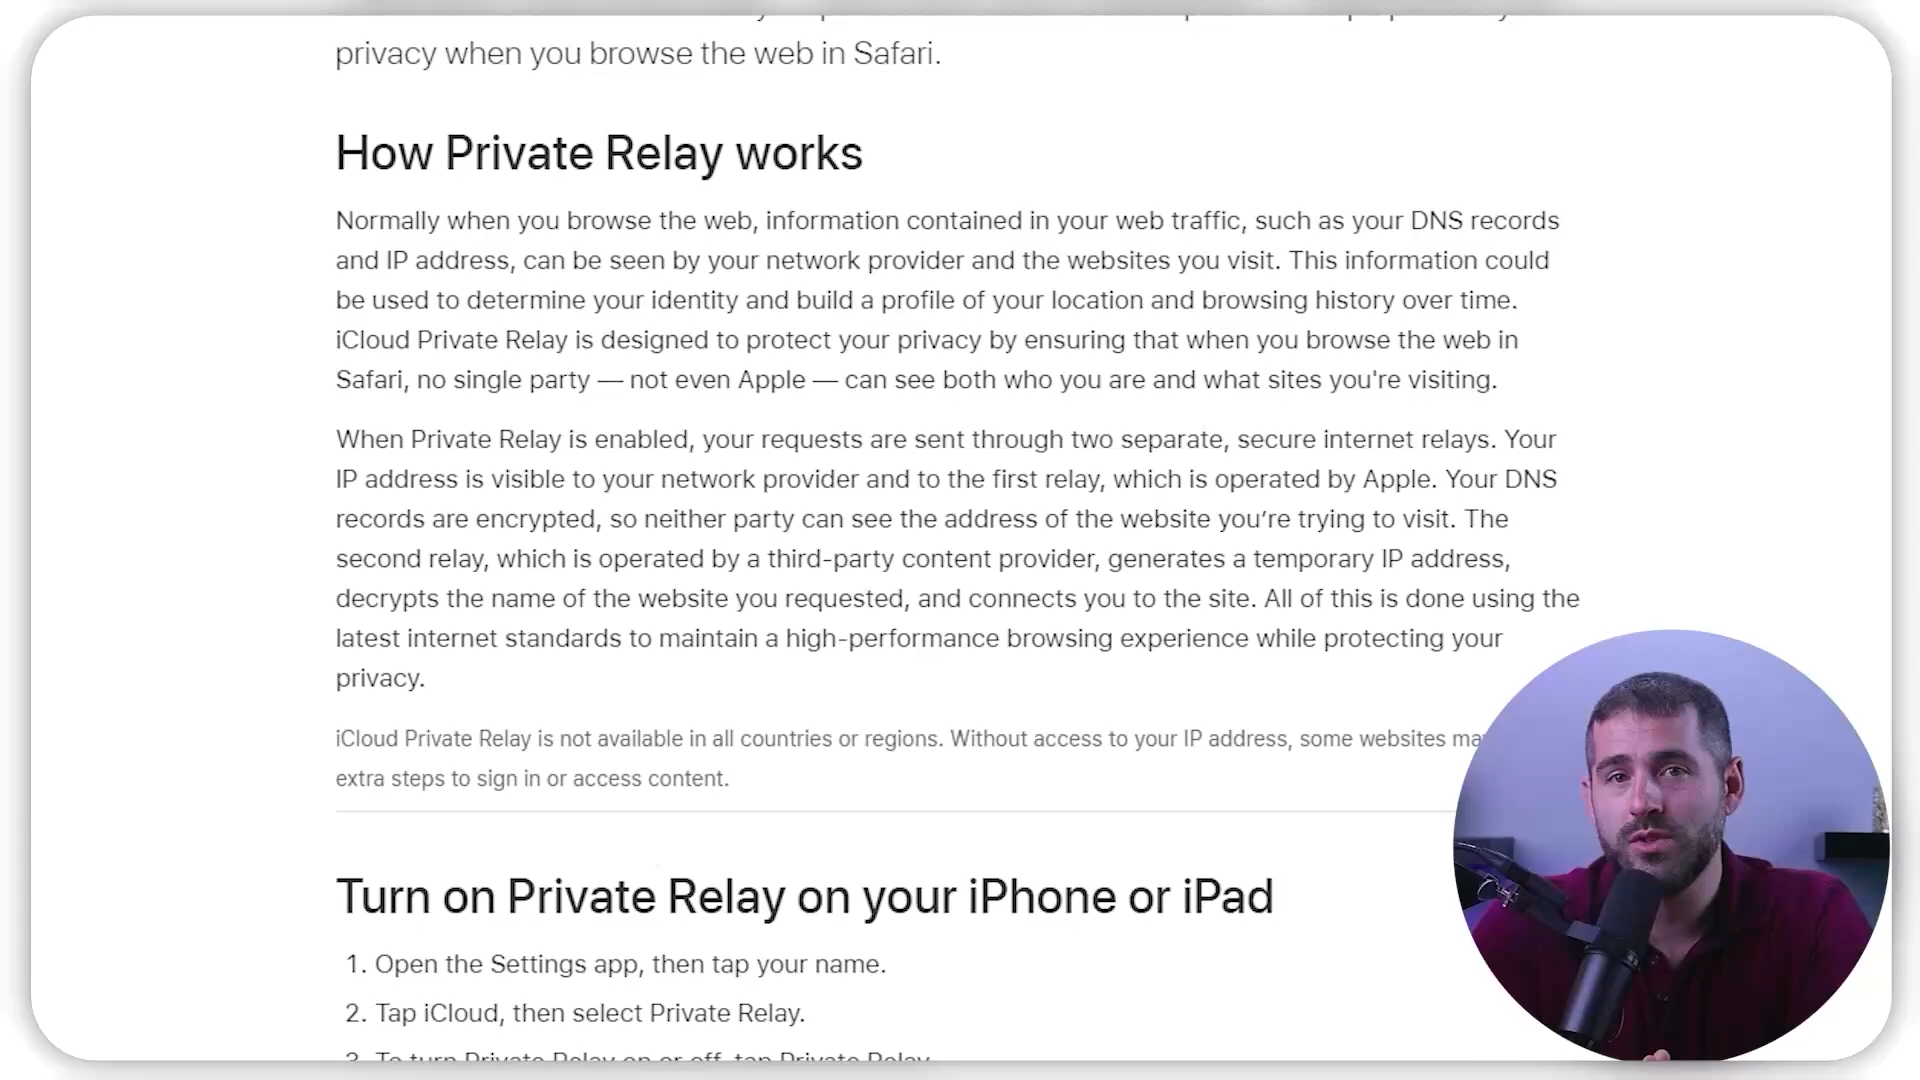 privacy when you browse the web in Safari.
How Private Relay works
Normally when you browse the web, information contained in your web traffic, such as your DNS records
and IP address, can be seen by your network provider and the websites you visit. This information could
be used to determine your identity and build a profile of your location and browsing history over time.
iCloud Private Relay is designed to protect your privacy by ensuring that when you browse the web in
Safari, no single party — not even Apple — can see both who you are and what sites you're visiting.
When Private Relay is enabled, your requests are sent through two separate, secure internet relays. Your
IP address is visible to your network provider and to the first relay, which is operated by Apple. Your DNS
records are encrypted, so neither party can see the address of the website you’re trying to visit. The
second relay, which is operated by a third-party content provider, generates a temporary IP address,
decrypts the name of the website you requested, and connects you to the site. All of this is done using the
latest internet standards to maintain a high-performance browsing experience while protecting your
privacy.
iCloud Private Relay is not available in all countries or regions. Without access to your IP address, some websites
extra steps to sign in or access content.
Turn on Private Relay on your iPhone or iPad
1. Open the Settings app, then tap your name.
2. Tap iCloud, then select Private Relay.
3. To turn Private Relay on or off, tap Private Relay.